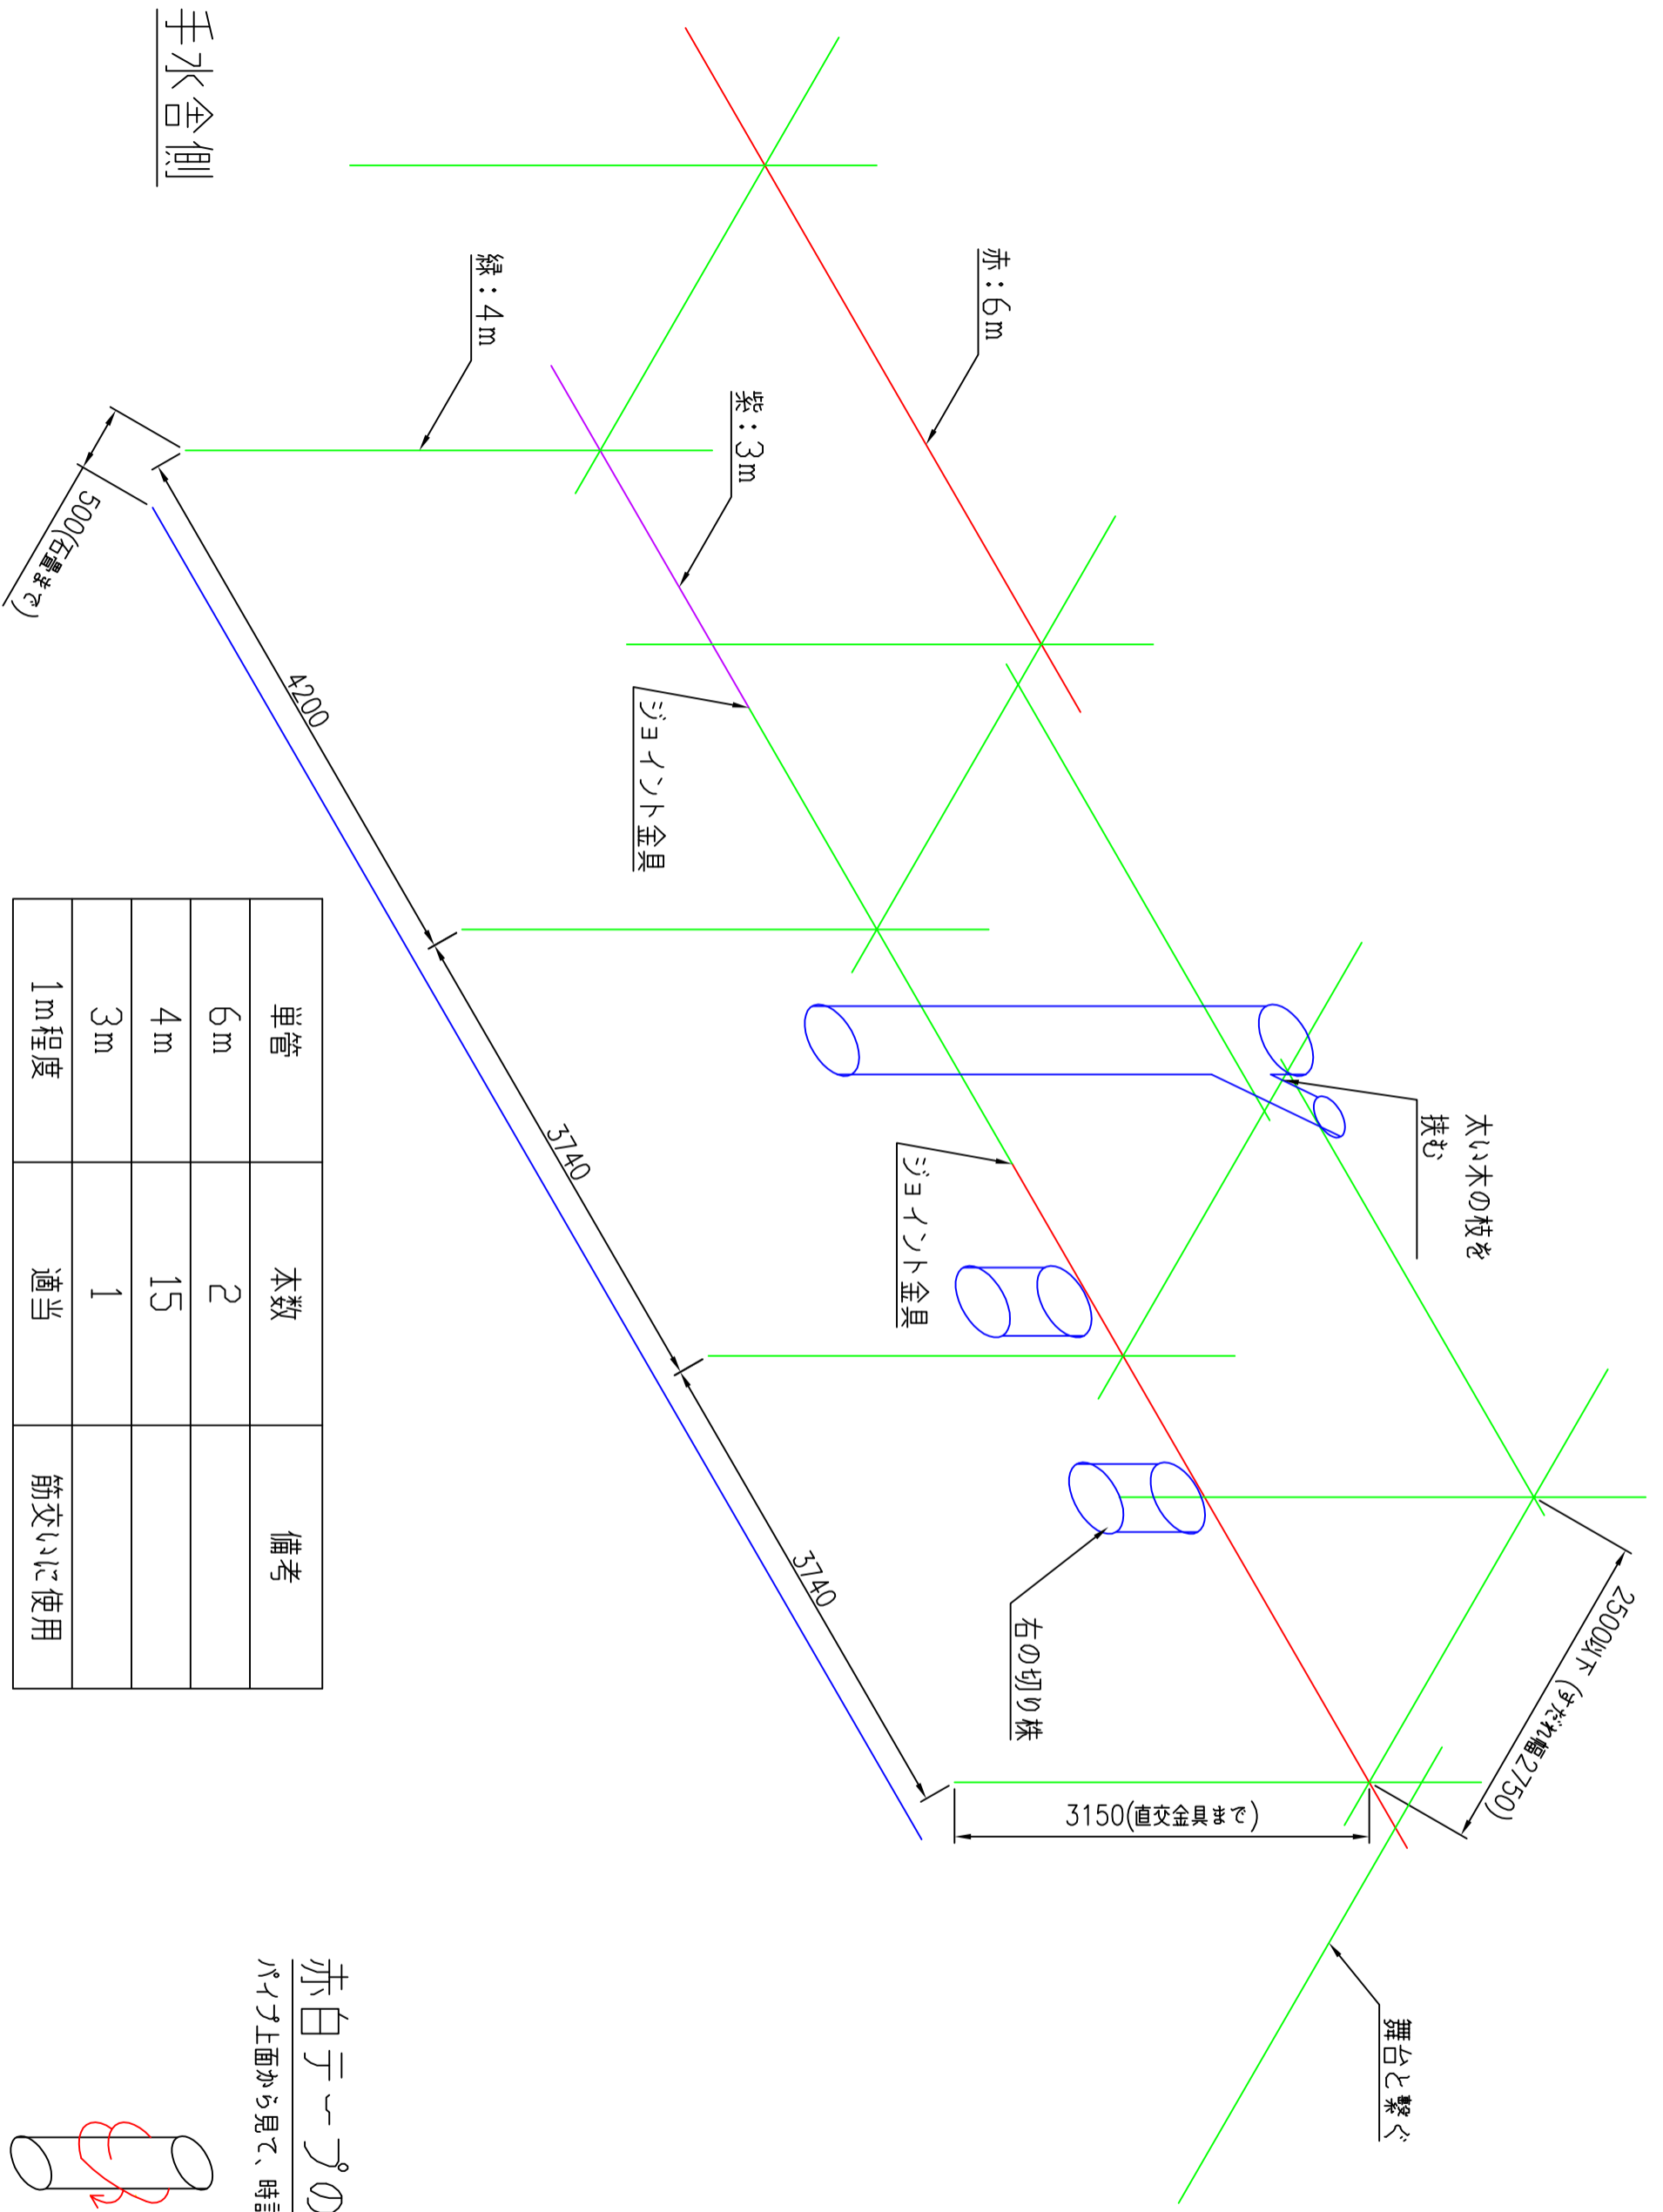 手水舎側
赤：6m
緑：4m
紫：3m
ジョイント金具
ジョイント金具
太い木の枝を
挟む
右の切り株
舞台と繋ぐ
2500以下（すだれ幅2750）
3150(直交金具まで)
500(石畳まで)
4200
3740
3740
単管 本数 備考
6m 2
4m 15
3m 1
1m程度 適当 筋交いに使用
赤白テープの
パイプ上面から見て、時